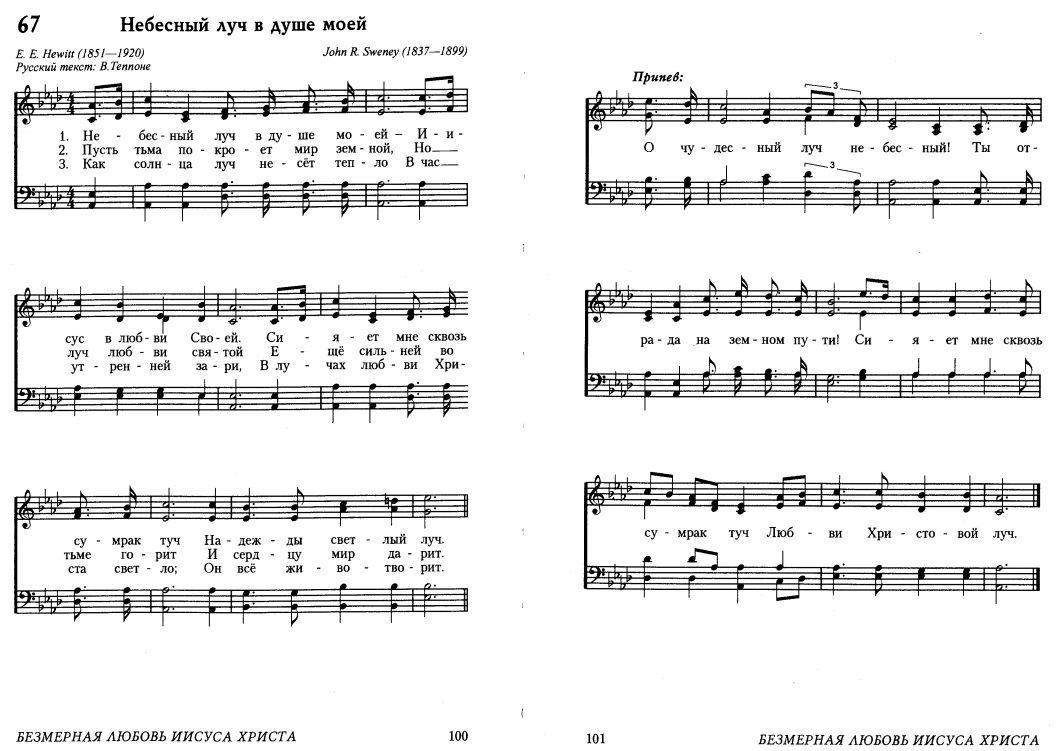 67 Небесный луч в душе моей
E. E. Hewitt (1851—1920) John R. Sweney (1837—1899)
Русский текст: В.Теппоне
1. Не - бес - ный луч в ду - ше мо - ей – И - и -
2. Пусть тьма по - кро - ет мир зем - ной, Но
3. Как солн - ца луч не - сёт теп - ло В час
сус в люб - ви Сво - ей. Си - я - ет мне сквозь
луч люб - ви свя - той Е - щё силь - ней во
ут - рен - ней за - ри, В лу - чах люб - ви Хри -
су - мрак туч На - деж - ды свет - лый луч.
тьме го - рит И серд - цу мир да - рит.
ста свет - ло; Он всё жи - во - тво - рит.
БЕЗМЕРНАЯ ЛЮБОВЬ ИИСУСА ХРИСТА 100
Припев:
3
О чу - дес - ный луч не - бес - ный! Ты от -
3
ра - да на зем - ном пу - ти! Си - я - ет мне сквозь
су - мрак туч Люб - ви Хри - сто - вой луч.
101 БЕЗМЕРНАЯ ЛЮБОВЬ ИИСУСА ХРИСТА